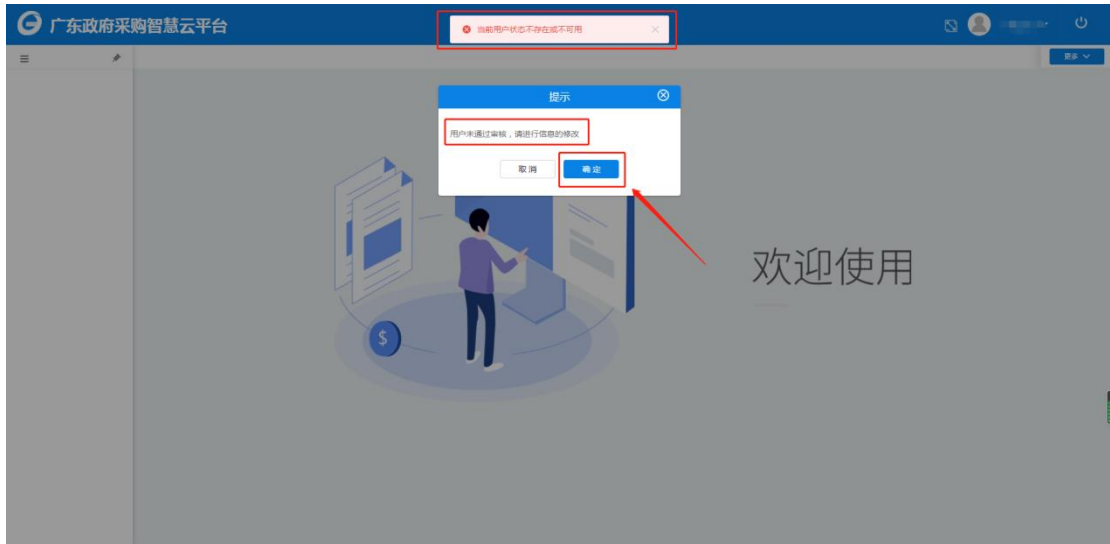 广东政府采购智慧云平台
当前用户状态不存在或不可用
更多
提示
用户未通过审核，请进行信息的修改
取消
确定
欢迎使用
$